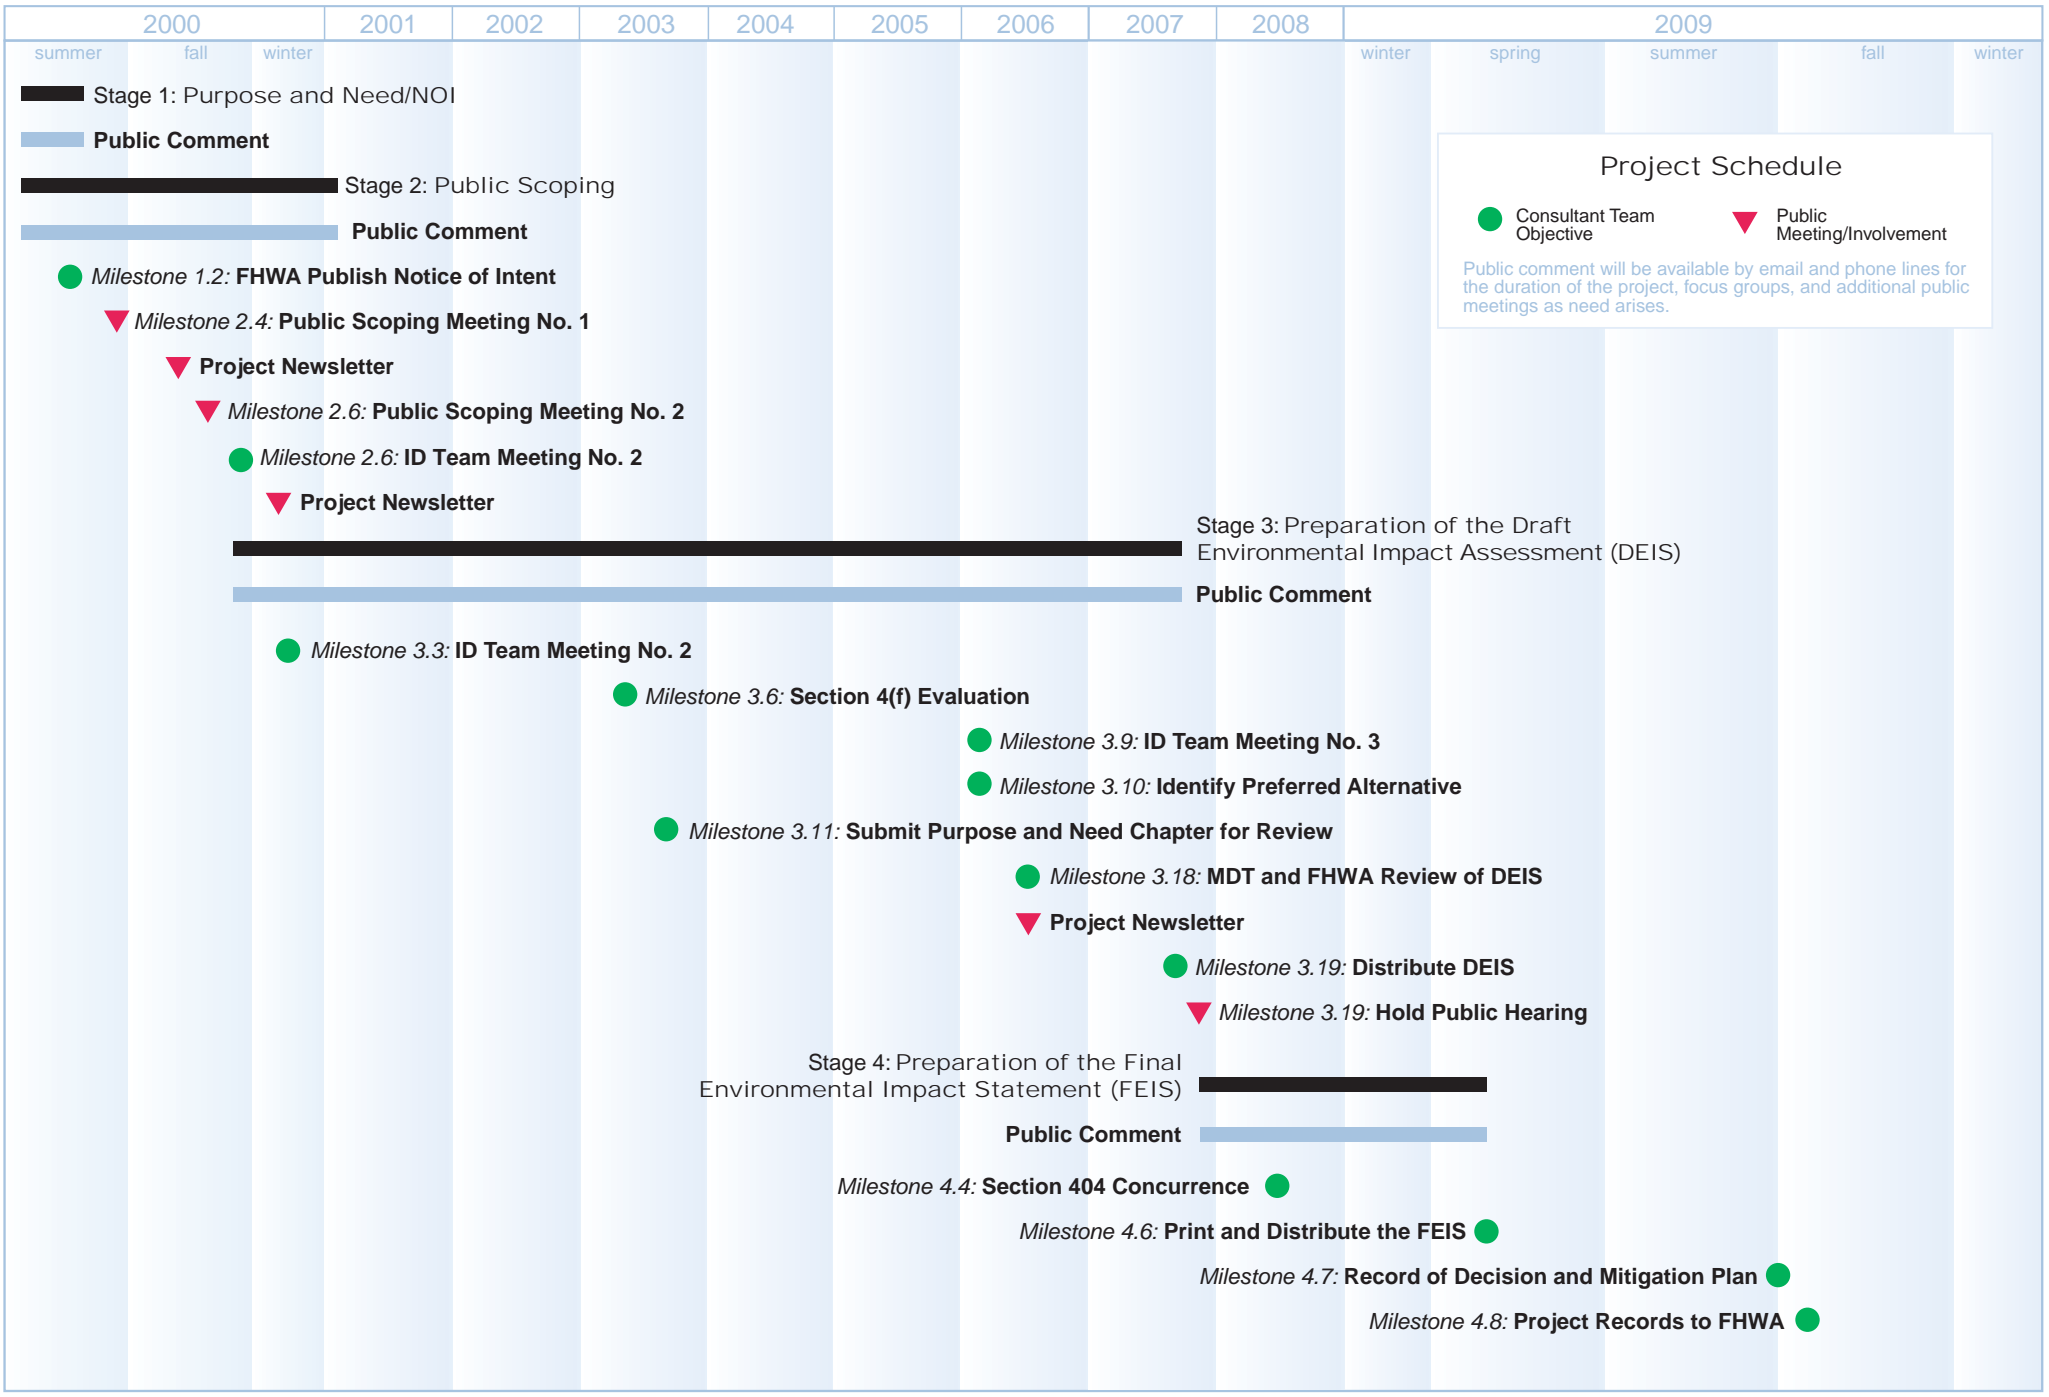 2000 2001 2002 2003 2004 2005 2006 2007 2008 2009
summer fall winter winter spring summer fall winter
Stage 1: Purpose and Need/NOI
Public Comment
Stage 2: Public Scoping
Public Comment
Project Schedule
Consultant Team
Objective
Public
Meeting/Involvement
Public comment will be available by email and phone lines for
the duration of the project, focus groups, and additional public
meetings as need arises.
Milestone 1.2: FHWA Publish Notice of Intent
Milestone 2.4: Public Scoping Meeting No. 1
Project Newsletter
Milestone 2.6: Public Scoping Meeting No. 2
Milestone 2.6: ID Team Meeting No. 2
Project Newsletter
Stage 3: Preparation of the Draft
Environmental Impact Assessment (DEIS)
Public Comment
Milestone 3.3: ID Team Meeting No. 2
Milestone 3.6: Section 4(f) Evaluation
Milestone 3.9: ID Team Meeting No. 3
Milestone 3.10: Identify Preferred Alternative
Milestone 3.11: Submit Purpose and Need Chapter for Review
Milestone 3.18: MDT and FHWA Review of DEIS
Project Newsletter
Milestone 3.19: Distribute DEIS
Milestone 3.19: Hold Public Hearing
Stage 4: Preparation of the Final
Environmental Impact Statement (FEIS)
Public Comment
Milestone 4.4: Section 404 Concurrence
Milestone 4.6: Print and Distribute the FEIS
Milestone 4.7: Record of Decision and Mitigation Plan
Milestone 4.8: Project Records to FHWA